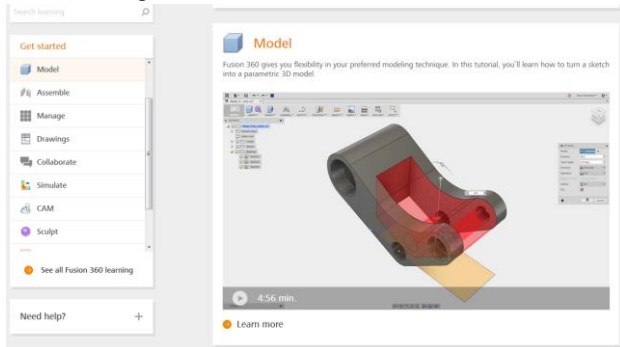 Search learning
Get started
Model
Assemble
Manage
Drawings
Collaborate
Simulate
CAM
Sculpt
See all Fusion 360 learning
Need help?
Model
Fusion 360 gives you flexibility in your preferred modeling technique. In this tutorial, you'll learn how to turn a sketch
into a parametric 3D model.
4:56 min.
Learn more